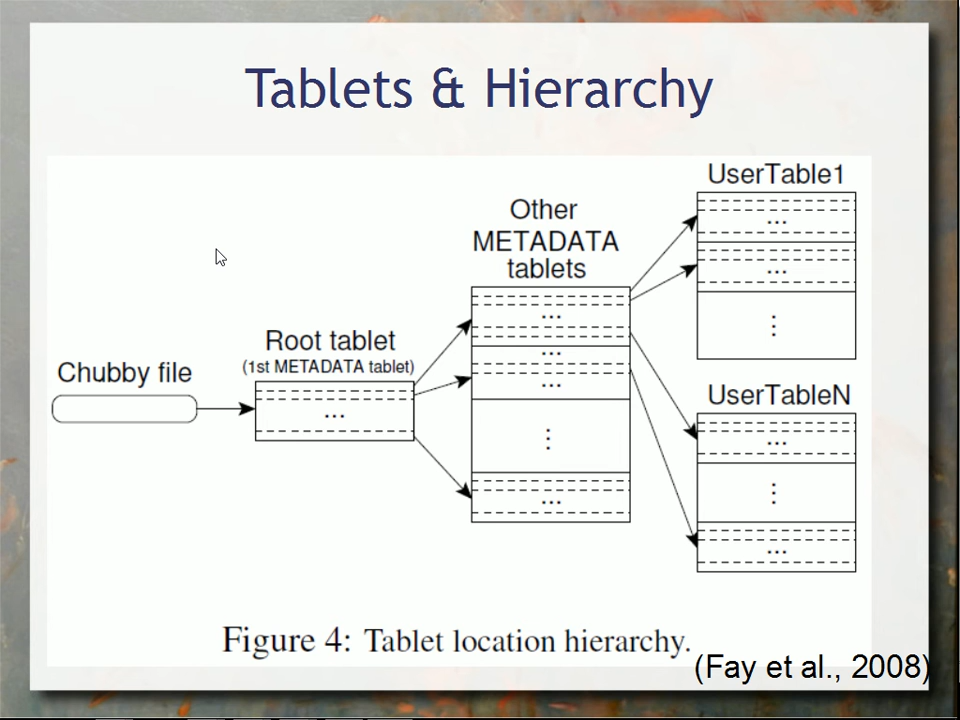 Tablets & Hierarchy
UserTable1
Other
METADATA
tablets
...
...
⋮
Root tablet
(1st METADATA tablet)
Chubby file
...
...
...
...
⋮
...
UserTableN
...
⋮
...
Figure 4: Tablet location hierarchy.
(Fay et al., 2008)